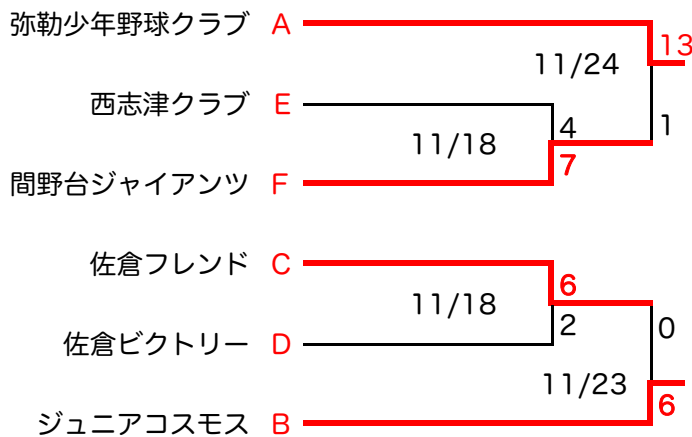 弥勒少年野球クラブ A
13
11/24
西志津クラブ E
4
1
11/18
7
間野台ジャイアンツ F
佐倉フレンド C
6
11/18
2
0
佐倉ビクトリー D
11/23
6
ジュニアコスモス B